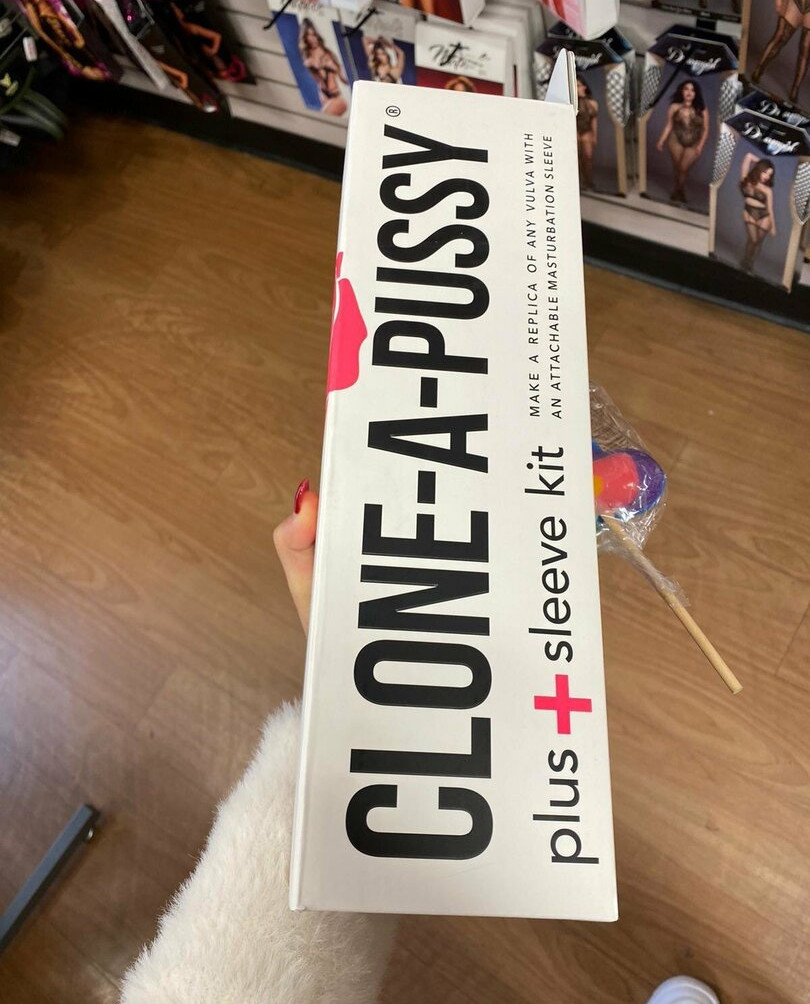 CLONE-A-PUSSY®
plus + sleeve kit
MAKE A REPLICA OF ANY VULVA WITH
AN ATTACHABLE MASTURBATION SLEEVE